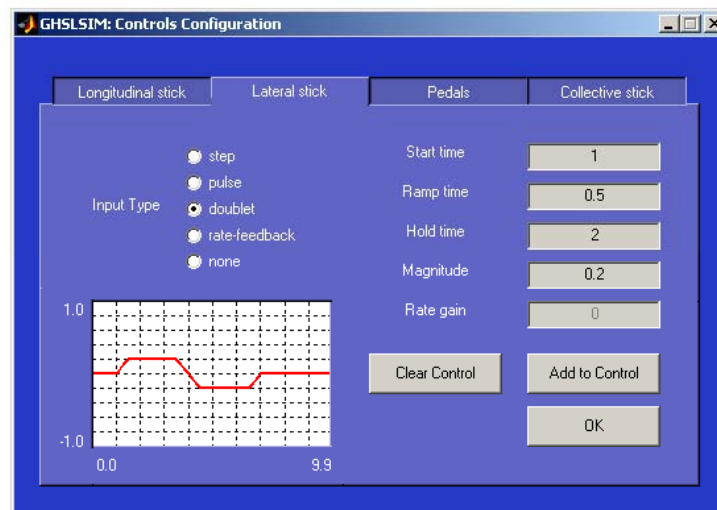 GHSLSIM: Controls Configuration
Longitudinal stick
Lateral stick
Pedals
Collective stick
Input Type
step
pulse
doublet
rate-feedback
none
Start time
1
Ramp time
0.5
Hold time
2
Magnitude
0.2
Rate gain
0
1.0
-1.0
0.0
9.9
Clear Control
Add to Control
OK